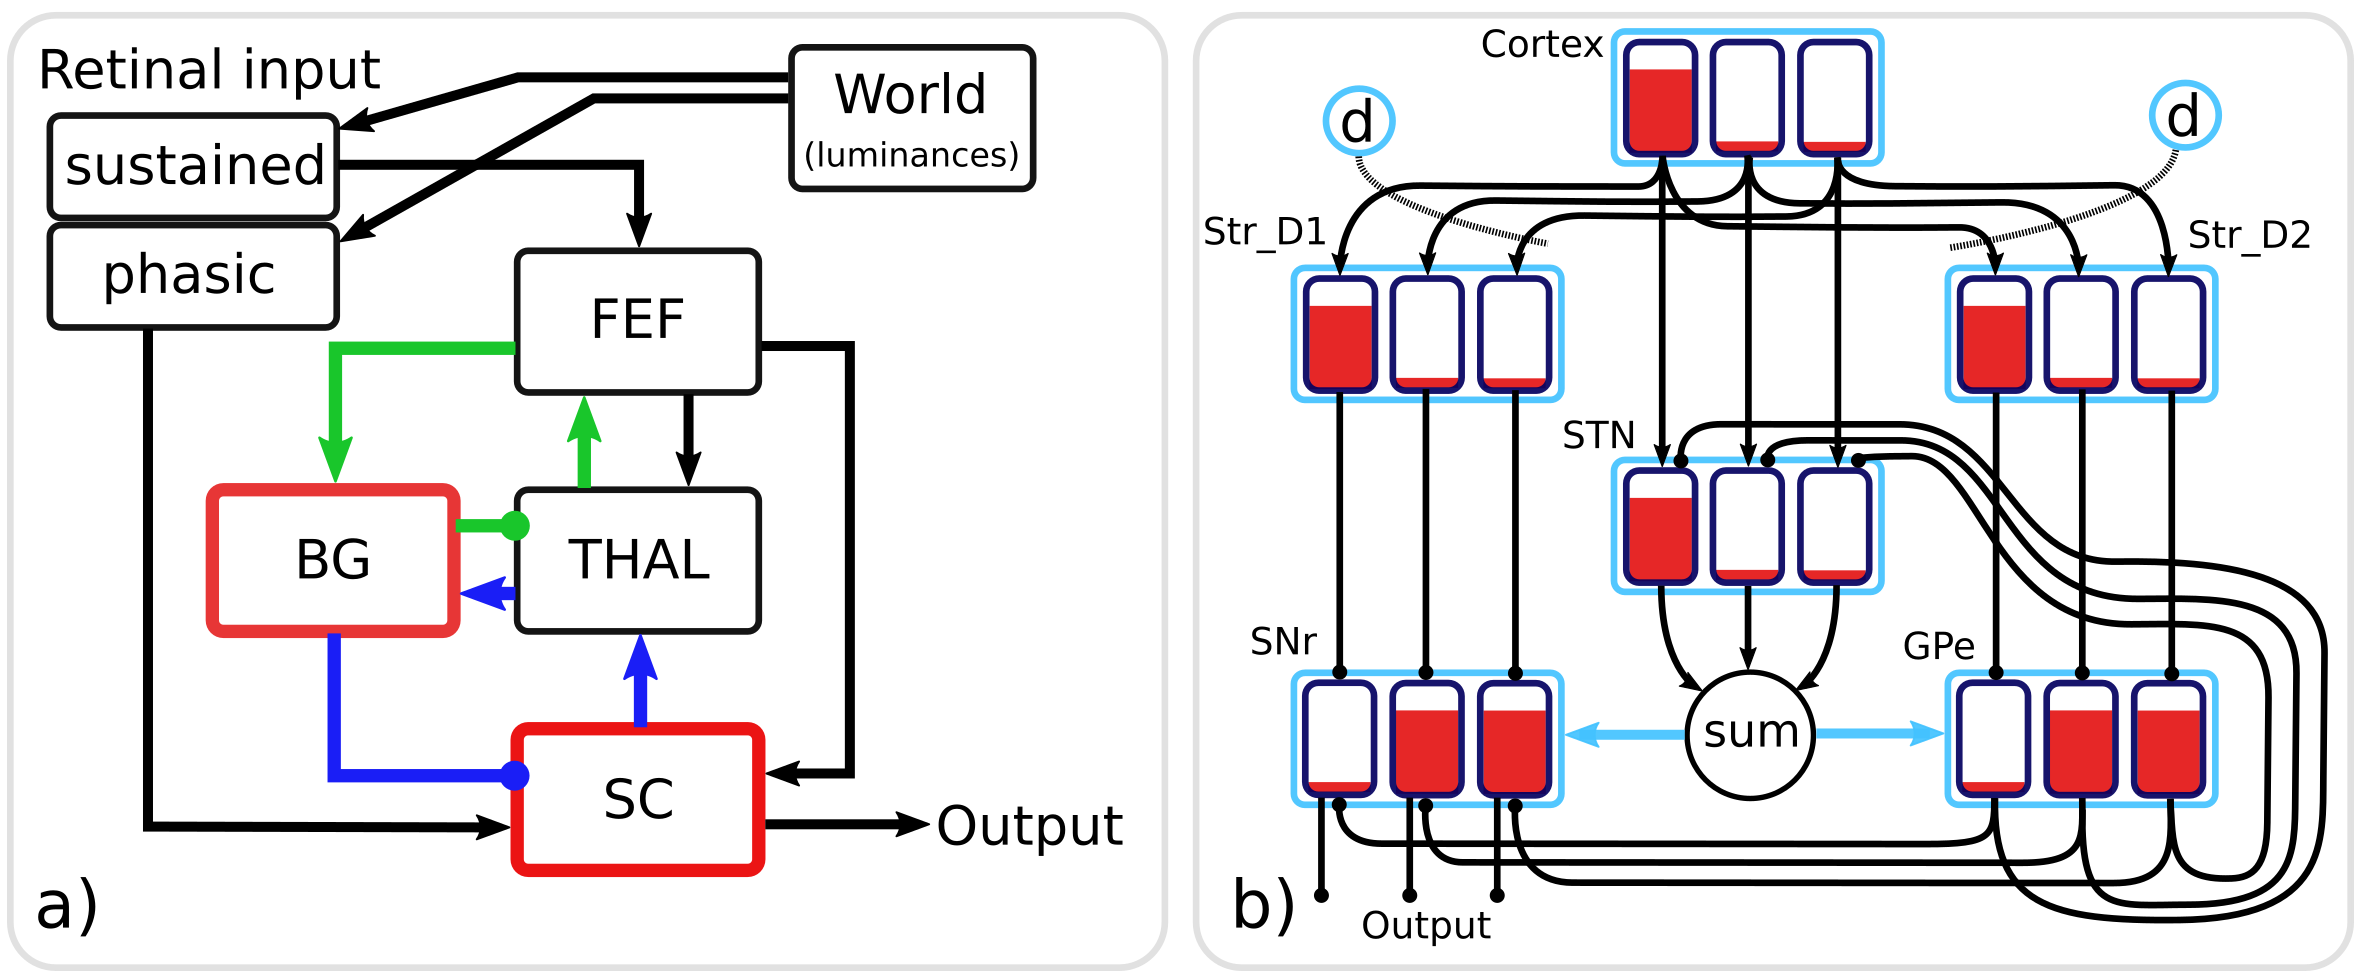 Retinal input
World
(luminances)
sustained
phasic
FEF
BG
THAL
SC
Output
a)
Cortex
d
d
Str_D1
Str_D2
STN
SNr
GPe
sum
Output
b)